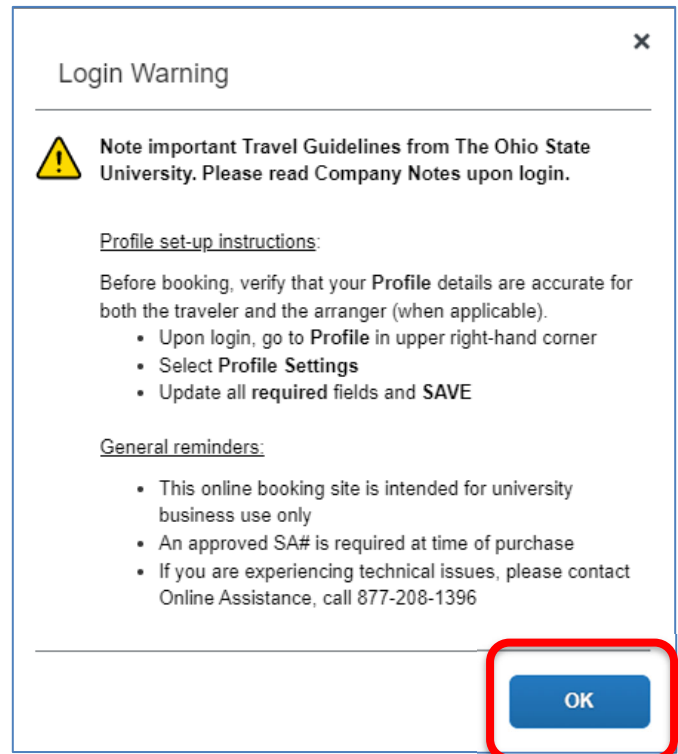 Login Warning
Note important Travel Guidelines from The Ohio State
University. Please read Company Notes upon login.
Profile set-up instructions:
Before booking, verify that your Profile details are accurate for
both the traveler and the arranger (when applicable).
• Upon login, go to Profile in upper right-hand corner
• Select Profile Settings
• Update all required fields and SAVE
General reminders:
• This online booking site is intended for university
business use only
• An approved SA# is required at time of purchase
• If you are experiencing technical issues, please contact
Online Assistance, call 877-208-1396
OK